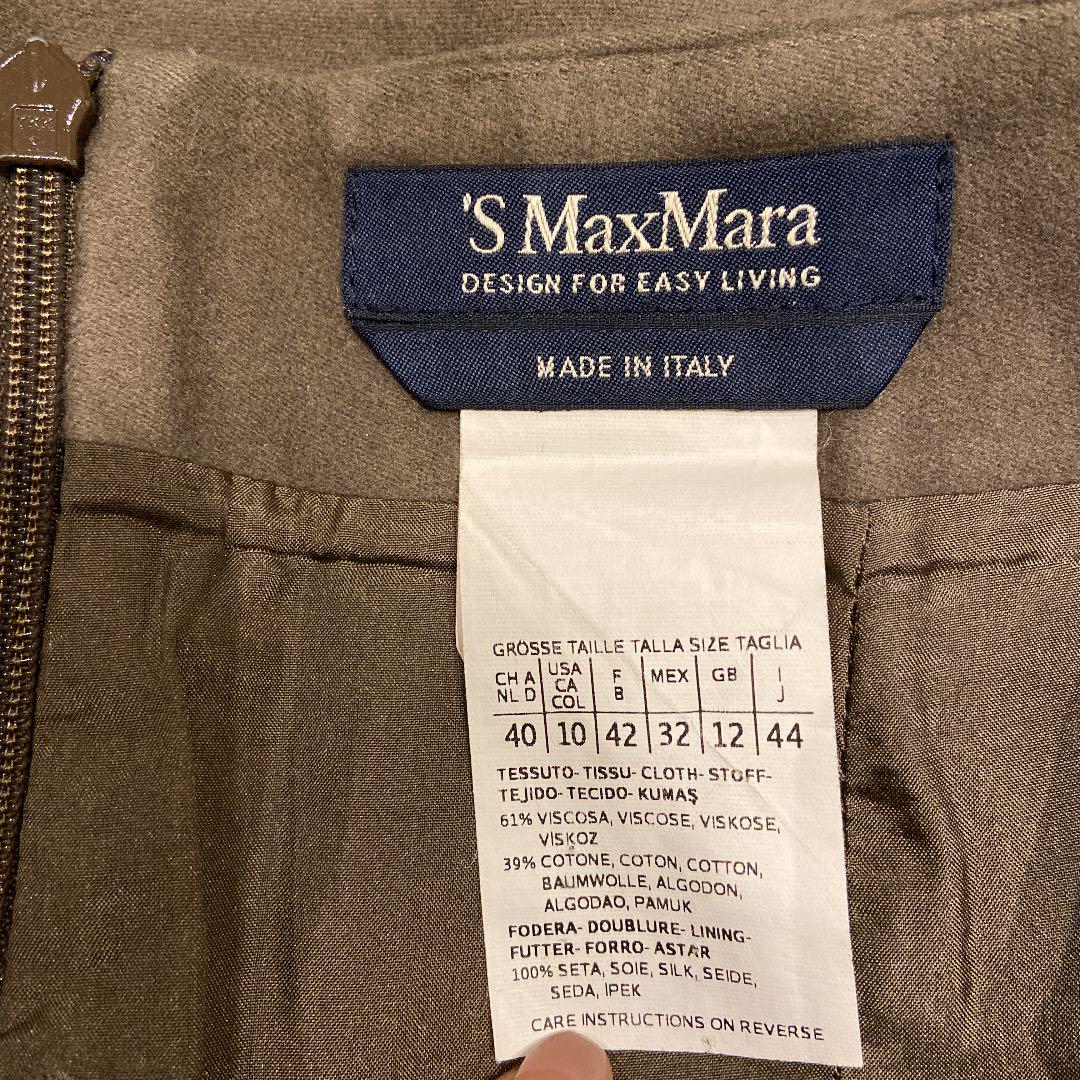 'S MaxMara
DESIGN FOR EASY LIVING
MADE IN ITALY
GRÖSSE TAILLE TALLA SIZE TAGLIA
CH A NL D USA CA COL F B MEX GB I J
40 10 42 32 12 44
TESSUTO- TISSU- CLOTH- STOFF-
TEJIDO- TECIDO- KUMAŞ
61% VISCOSA, VISCOSE, VISKOSE,
VİSKOZ
39% COTONE, COTON, COTTON,
BAUMWOLLE, ALGODON,
ALGODAO, PAMUK
FODERA- DOUBLURE- LINING-
FUTTER- FORRO- ASTAR
100% SETA, SOIE, SILK, SEIDE,
SEDA, IPEK
CARE INSTRUCTIONS ON REVERSE